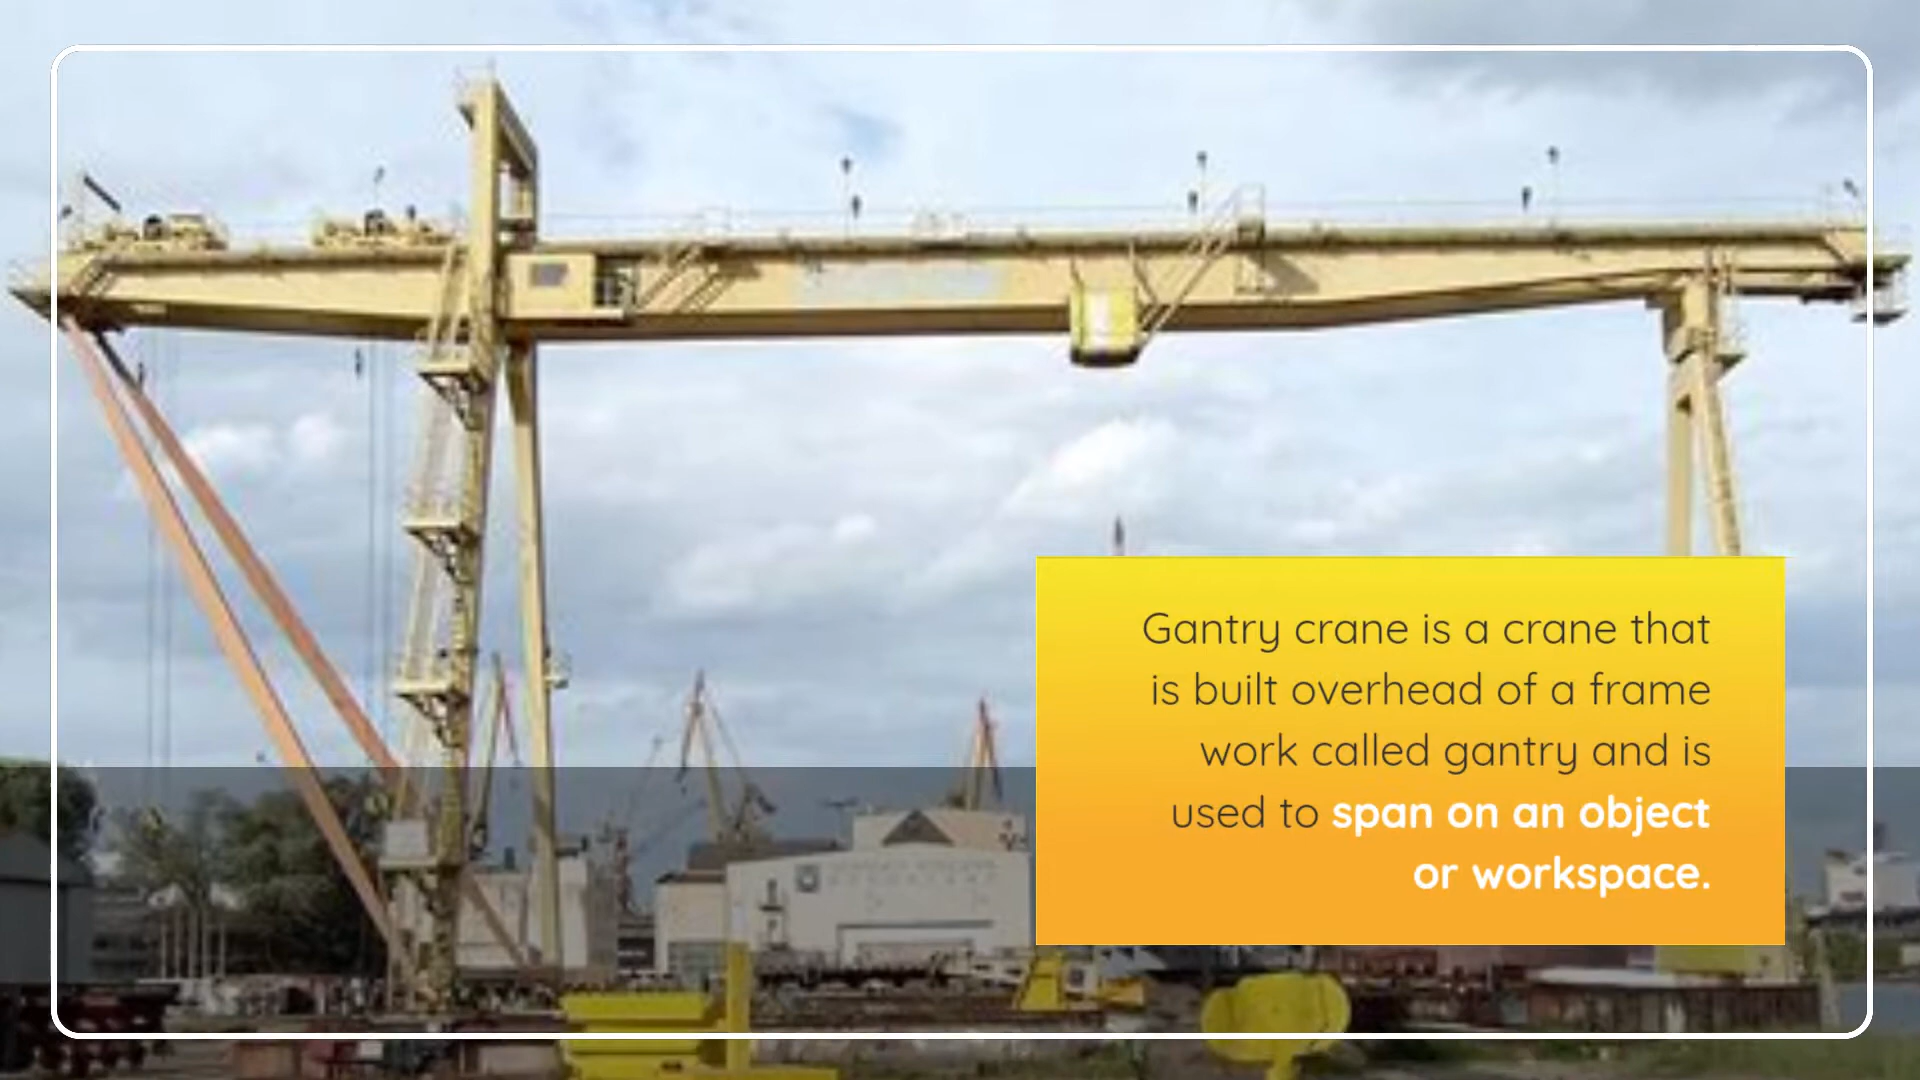 Gantry crane is a crane that
is built overhead of a frame
work called gantry and is
used to span on an object
or workspace.